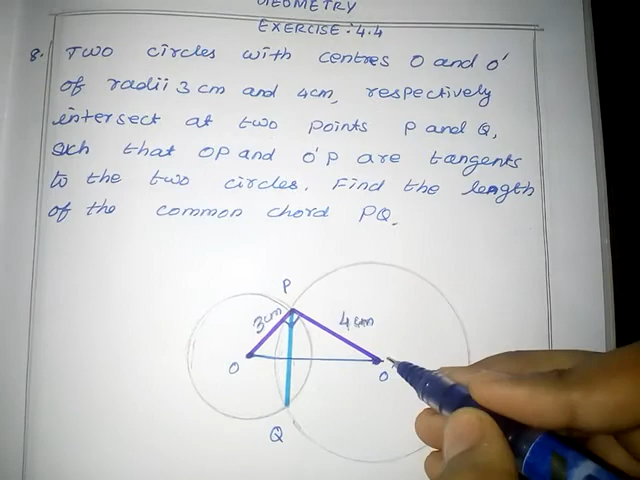 GEOMETRY
EXERCISE: 4.4
8. Two circles with centres O and O'
of radii 3 cm and 4cm, respectively
intersect at two points P and Q,
such that OP and O'P are tangents
to the two circles. Find the length
of the common chord PQ.
P
3cm
4cm
O
O'
Q